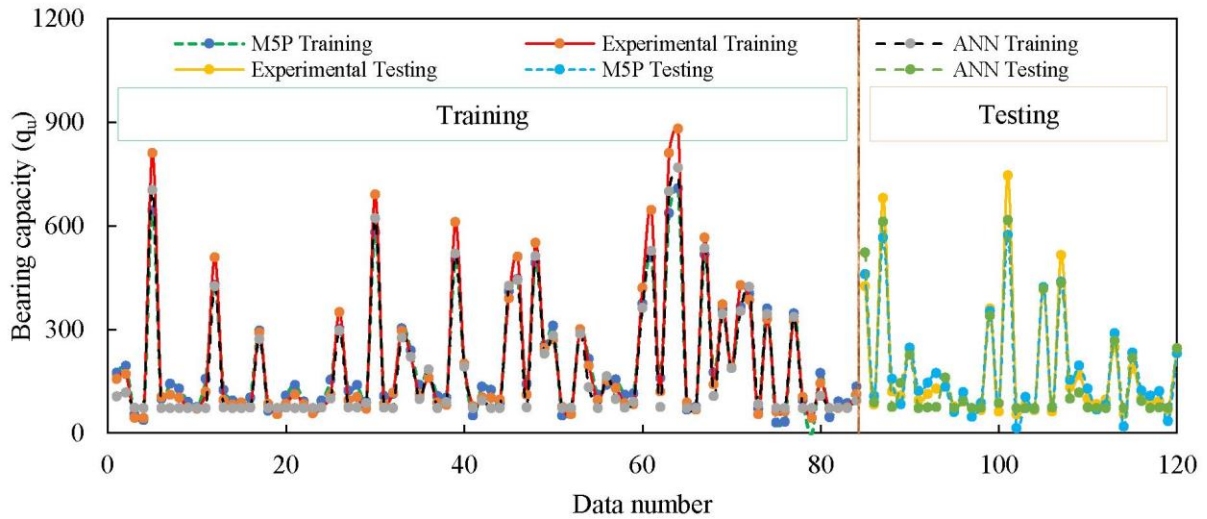 1200
M5P Training Experimental Training ANN Training
Experimental Testing M5P Testing ANN Testing
900
Training Testing
Bearing capacity (qu)
600
300
0
0 20 40 60 80 100 120
Data number